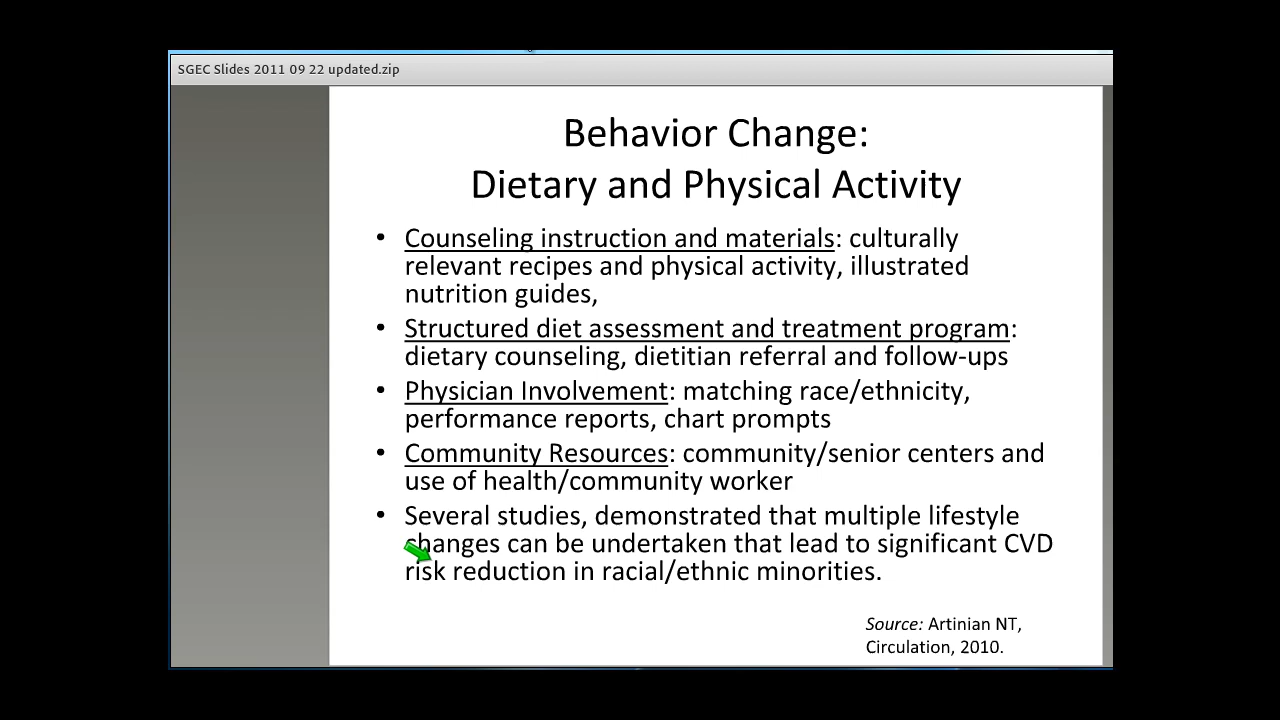 SGEC Slides 2011 09 22 updated.zip
Behavior Change:
Dietary and Physical Activity
• Counseling instruction and materials: culturally
relevant recipes and physical activity, illustrated
nutrition guides,
• Structured diet assessment and treatment program:
dietary counseling, dietitian referral and follow-ups
• Physician Involvement: matching race/ethnicity,
performance reports, chart prompts
• Community Resources: community/senior centers and
use of health/community worker
• Several studies, demonstrated that multiple lifestyle
changes can be undertaken that lead to significant CVD
risk reduction in racial/ethnic minorities.
Source: Artinian NT,
Circulation, 2010.